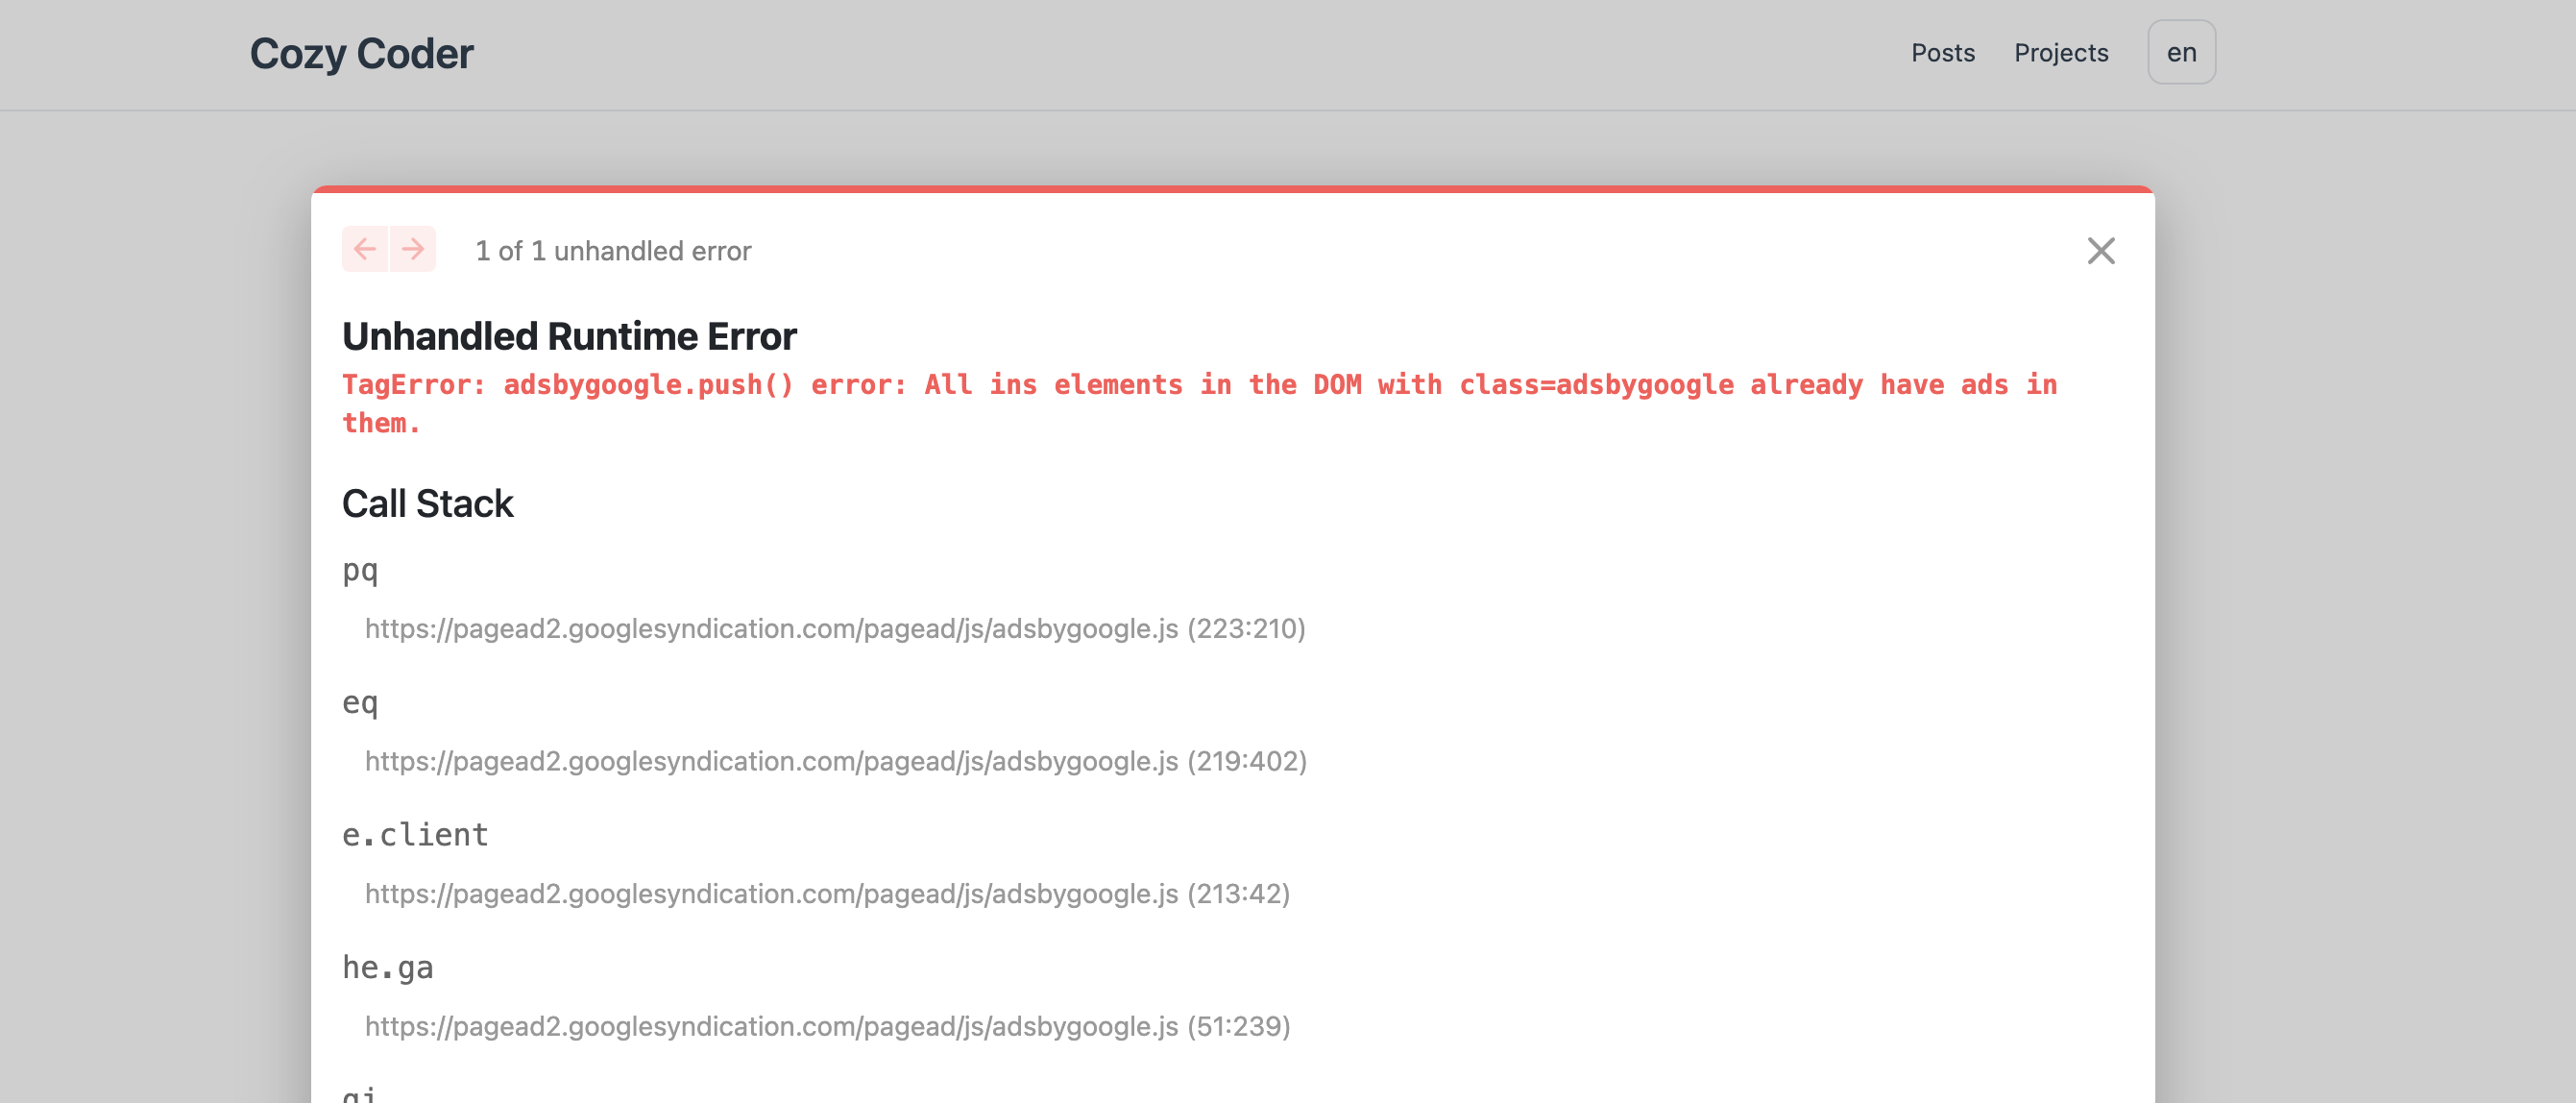 Cozy Coder
Posts Projects en
1 of 1 unhandled error
Unhandled Runtime Error
TagError: adsbygoogle.push() error: All ins elements in the DOM with class=adsbygoogle already have ads in
them.
Call Stack
pq
https://pagead2.googlesyndication.com/pagead/js/adsbygoogle.js (223:210)
eq
https://pagead2.googlesyndication.com/pagead/js/adsbygoogle.js (219:402)
e.client
https://pagead2.googlesyndication.com/pagead/js/adsbygoogle.js (213:42)
he.ga
https://pagead2.googlesyndication.com/pagead/js/adsbygoogle.js (51:239)